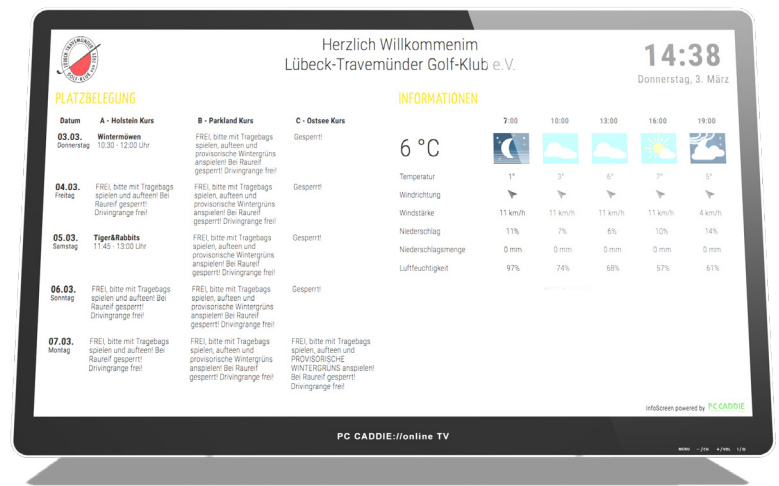 Herzlich Willkommenim
Lübeck-Travemünder Golf-Klub e.V.
14:38
Donnerstag, 3. März
LÜBECK-TRAVEMÜNDER
GOLF-KLUB
PLATZBELEGUNG
Datum A - Holstein Kurs B - Parkland Kurs C - Ostsee Kurs
03.03.
Donnerstag
Wintermöwen
10:30 - 12:00 Uhr
FREI, bitte mit Tragebags
spielen, aufteen und
provisorische Wintergrüns
anspielen! Bei Raureif
gesperrt! Drivingrange frei!
Gesperrt!
04.03.
Freitag
FREI, bitte mit Tragebags
spielen und aufteen! Bei
Raureif gesperrt!
Drivingrange frei!
FREI, bitte mit Tragebags
spielen, aufteen und
provisorische Wintergrüns
anspielen! Bei Raureif
gesperrt! Drivingrange frei!
Gesperrt!
05.03.
Samstag
Tiger&Rabbits
11:45 - 13:00 Uhr
FREI, bitte mit Tragebags
spielen, aufteen und
provisorische Wintergrüns
anspielen! Bei Raureif
gesperrt! Drivingrange frei!
Gesperrt!
06.03.
Sonntag
FREI, bitte mit Tragebags
spielen und aufteen! Bei
Raureif gesperrt!
Drivingrange frei!
FREI, bitte mit Tragebags
spielen, aufteen und
provisorische Wintergrüns
anspielen! Bei Raureif
gesperrt! Drivingrange frei!
Gesperrt!
07.03.
Montag
FREI, bitte mit Tragebags
spielen und aufteen! Bei
Raureif gesperrt!
Drivingrange frei!
FREI, bitte mit Tragebags
spielen, aufteen und
provisorische Wintergrüns
anspielen! Bei Raureif
gesperrt! Drivingrange frei!
FREI, bitte mit Tragebags
spielen, aufteen und
PROVISORISCHE
WINTERGRÜNS anspielen!
Bei Raureif gesperrt!
Drivingrange frei!
INFORMATIONEN
7:00 10:00 13:00 16:00 19:00
6 °C
Temperatur 1° 3° 6° 7° 5°
Windrichtung
Windstärke 11 km/h 11 km/h 11 km/h 11 km/h 4 km/h
Niederschlag 11% 7% 6% 10% 14%
Niederschlagsmenge 0 mm 0 mm 0 mm 0 mm 0 mm
Luftfeuchtigkeit 97% 74% 68% 57% 61%
InfoScreen powered by PC CADDIE
PC CADDIE://online TV
MENU - /CH + /VOL